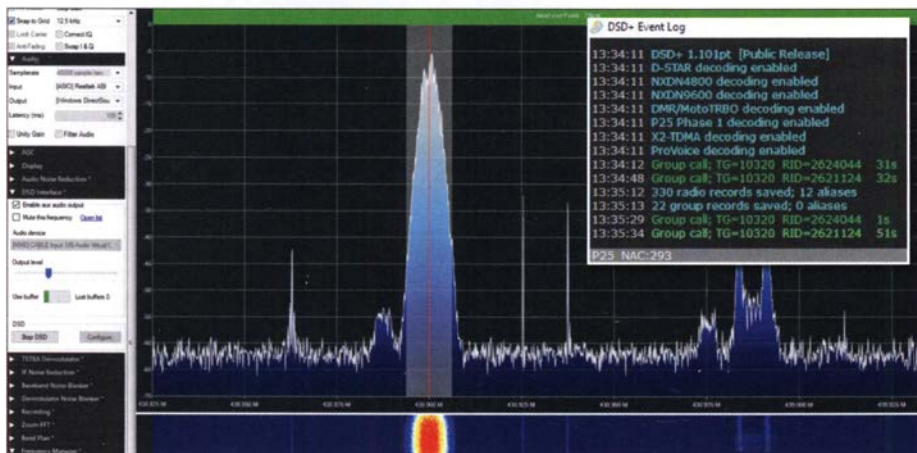 Snap to Grid 12.5 kHz
Lock Carrier Correct IQ
Anti-Fading Swap I & Q
Audio
Samplerate
Input
Output [Windows DirectSou
Latency (ms)
Unity Gain Filter Audio
AGC
Display
Audio Noise Reduction *
DSD Interface *
Enable aux audio output
Mute this frequency Open list
Audio device
Output level
Use buffer Lost buffers 0
DSD
Stop DSD Configure
TETRA Demodulator *
IF Noise Reduction *
Baseband Noise Blanker *
Demodulator Noise Blanker *
Recording *
Zoom FFT *
Band Plan *
Frequency Manager *
DSD+ Event Log
13:34:11 DSD+ 1.101pt [Public Release]
13:34:11 D-STAR decoding enabled
13:34:11 NXDN4800 decoding enabled
13:34:11 NXDN9600 decoding enabled
13:34:11 DMR/MotoTRBO decoding enabled
13:34:11 P25 Phase 1 decoding enabled
13:34:11 X2-TDMA decoding enabled
13:34:11 ProVoice decoding enabled
13:34:12 Group call; TG=10320 RID=2624044 31s
13:34:48 Group call; TG=10320 RID=2621124 32s
13:35:12 330 radio records saved; 12 aliases
13:35:13 22 group records saved; 0 aliases
13:35:29 Group call; TG=10320 RID=2624044 1s
13:35:34 Group call; TG=10320 RID=2621124 51s
P25 NAC:293